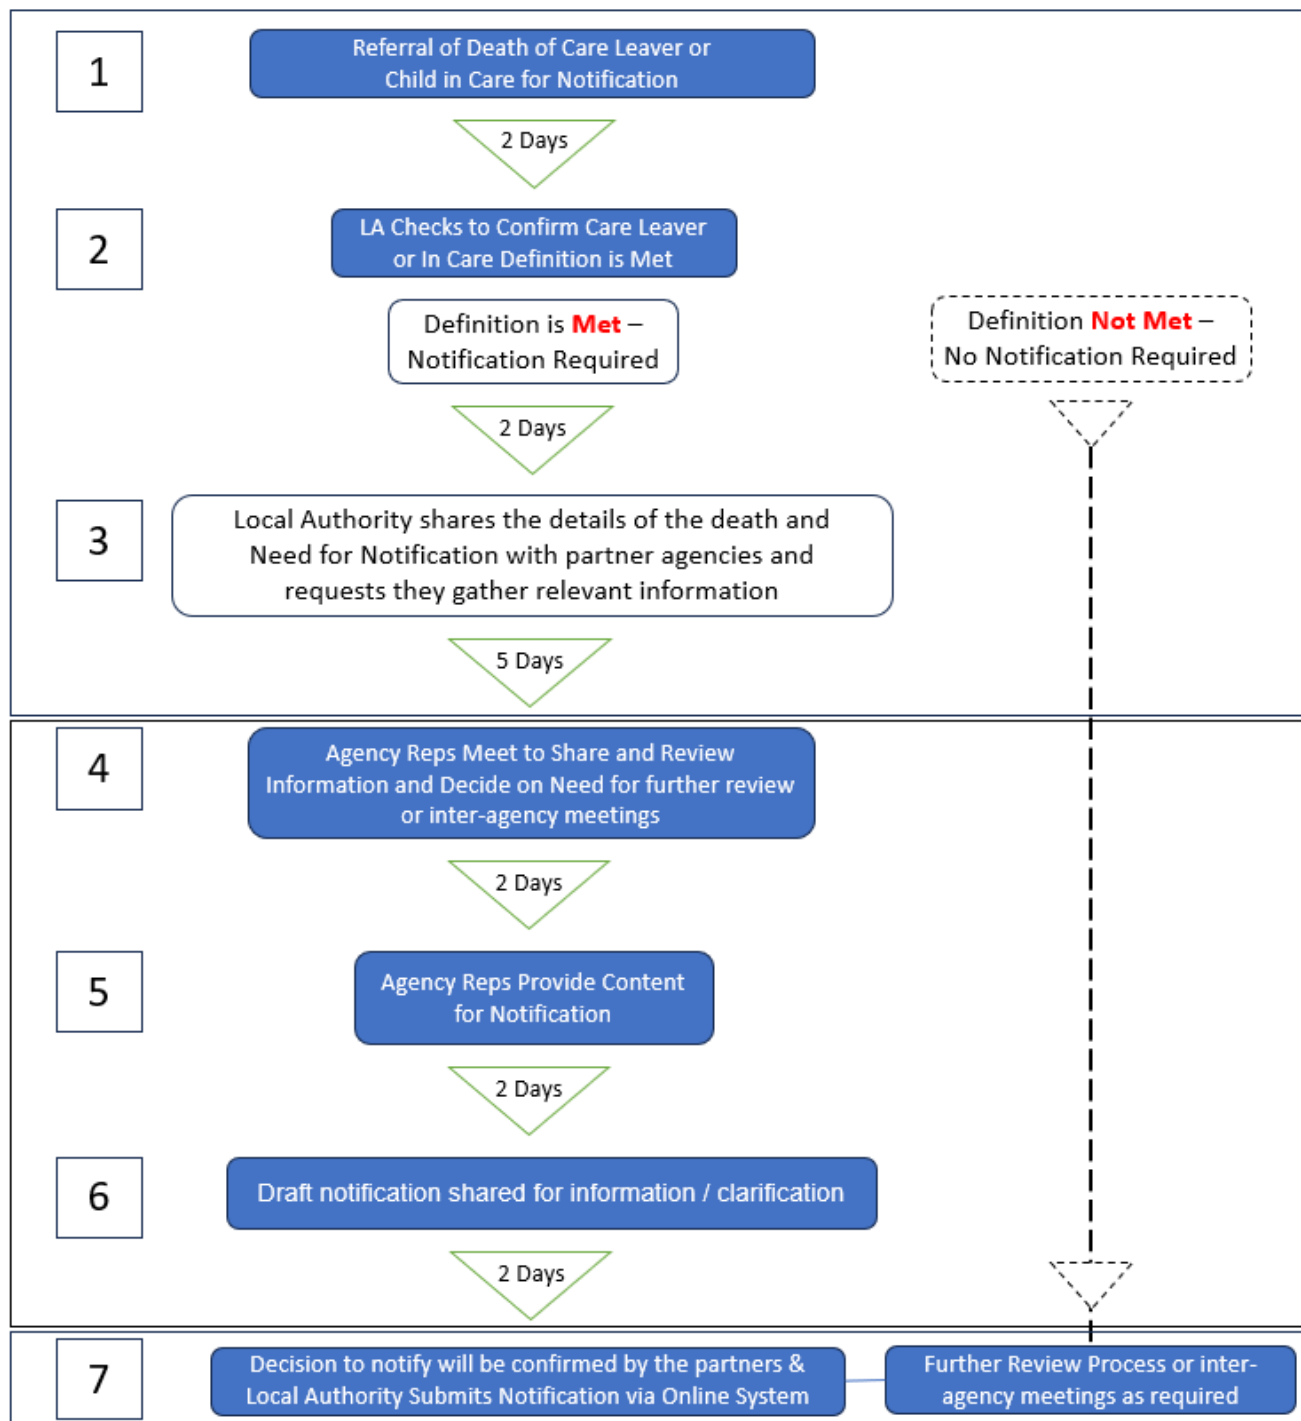 1
Referral of Death of Care Leaver or
Child in Care for Notification
2 Days
2
LA Checks to Confirm Care Leaver
or In Care Definition is Met
Definition is Met –
Notification Required
Definition Not Met –
No Notification Required
2 Days
3
Local Authority shares the details of the death and
Need for Notification with partner agencies and
requests they gather relevant information
5 Days
4
Agency Reps Meet to Share and Review
Information and Decide on Need for further review
or inter-agency meetings
2 Days
5
Agency Reps Provide Content
for Notification
2 Days
6
Draft notification shared for information / clarification
2 Days
7
Decision to notify will be confirmed by the partners &
Local Authority Submits Notification via Online System
Further Review Process or inter-
agency meetings as required